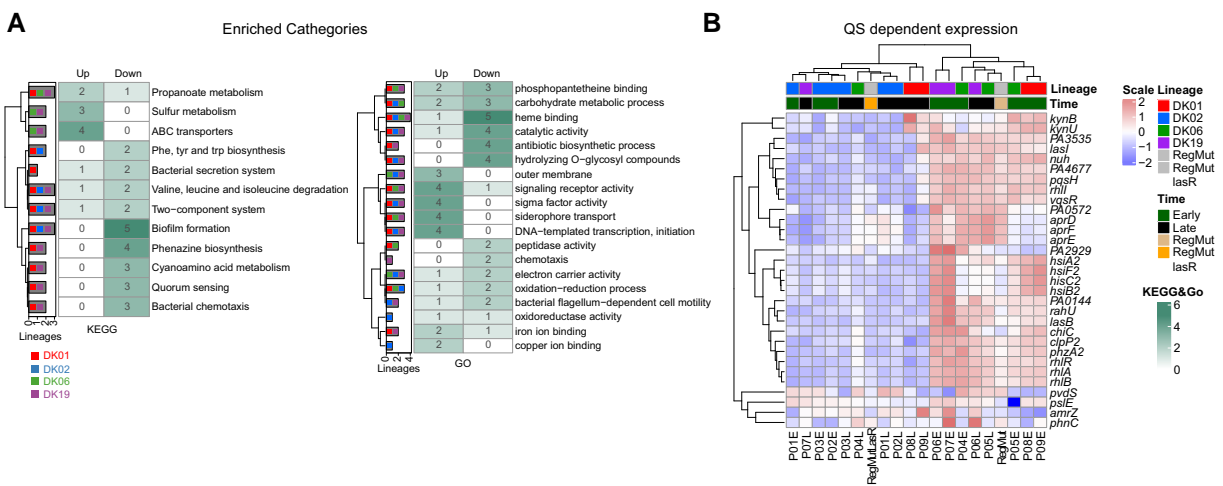 A
Enriched Cathegories
Up Down
2 1 Propanoate metabolism
3 0 Sulfur metabolism
4 0 ABC transporters
0 2 Phe, tyr and trp biosynthesis
1 2 Bacterial secretion system
1 2 Valine, leucine and isoleucine degradation
1 2 Two-component system
0 5 Biofilm formation
0 4 Phenazine biosynthesis
0 3 Cyanoamino acid metabolism
0 3 Quorum sensing
0 3 Bacterial chemotaxis
0 1 2 3
Lineages
KEGG
DK01
DK02
DK06
DK19
Up Down
2 3 phosphopantetheine binding
2 3 carbohydrate metabolic process
1 5 heme binding
1 4 catalytic activity
0 4 antibiotic biosynthetic process
0 4 hydrolyzing O-glycosyl compounds
3 0 outer membrane
4 1 signaling receptor activity
4 0 sigma factor activity
4 0 siderophore transport
4 0 DNA-templated transcription, initiation
0 2 peptidase activity
0 2 chemotaxis
1 2 electron carrier activity
1 2 oxidation-reduction process
1 2 bacterial flagellum-dependent cell motility
1 1 oxidoreductase activity
2 1 iron ion binding
2 0 copper ion binding
0 2 4
Lineages
GO
B
QS dependent expression
Lineage
Time
kynB
kynU
PA3535
lasI
nuh
PA4677
pqsH
rhlI
vqsR
PA0572
aprD
aprF
aprE
PA2929
hsiA2
hsiF2
hisC2
hsiB2
PA0144
rahU
lasB
chiC
clpP2
phzA2
rhlR
rhlA
rhlB
pvdS
pslE
amrZ
phnC
P01E P07L P03E P02E P03L P04L RegMutLasR P01L P02L P08L P09L P06E P07E P04E P06L P05L RegMut P05E P08E P09E
Scale
2
1
0
-1
-2
Lineage
DK01
DK02
DK06
DK19
RegMut
RegMut
lasR
Time
Early
Late
RegMut
RegMut
lasR
KEGG&Go
6
4
2
0